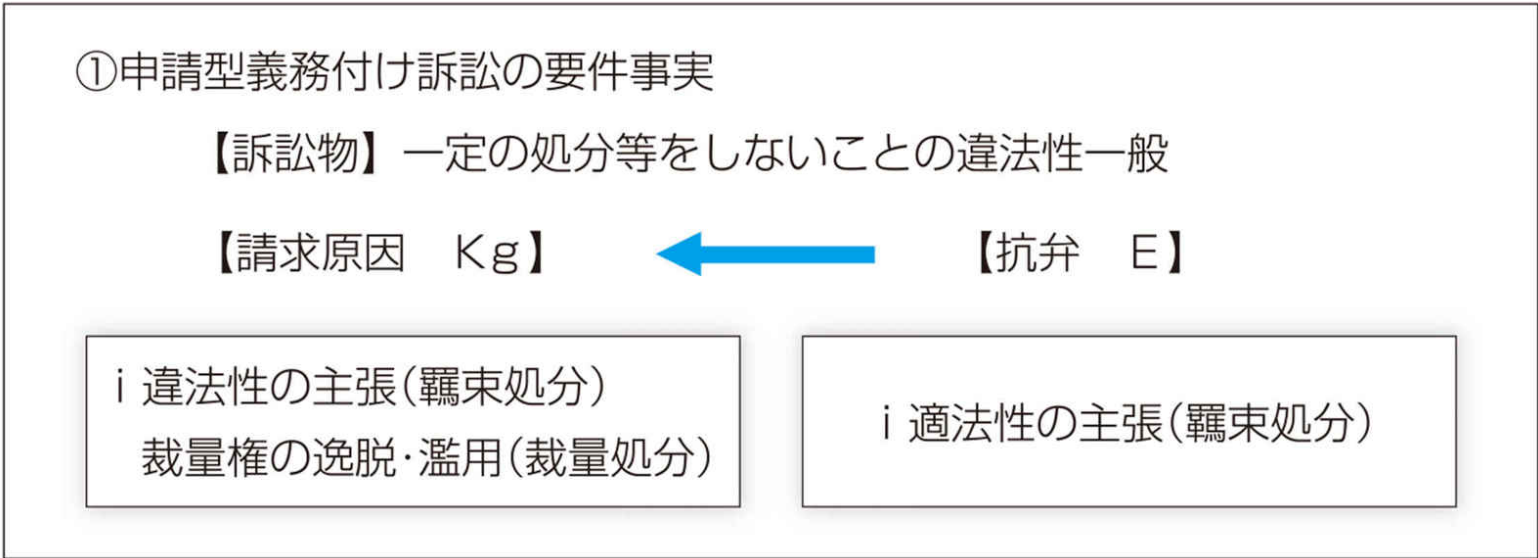 ①申請型義務付け訴訟の要件事実
【訴訟物】一定の処分等をしないことの違法性一般
【請求原因　Kg】
【抗弁　E】
ⅰ 違法性の主張(羈束処分)
裁量権の逸脱･濫用(裁量処分)
ⅰ 適法性の主張(羈束処分)